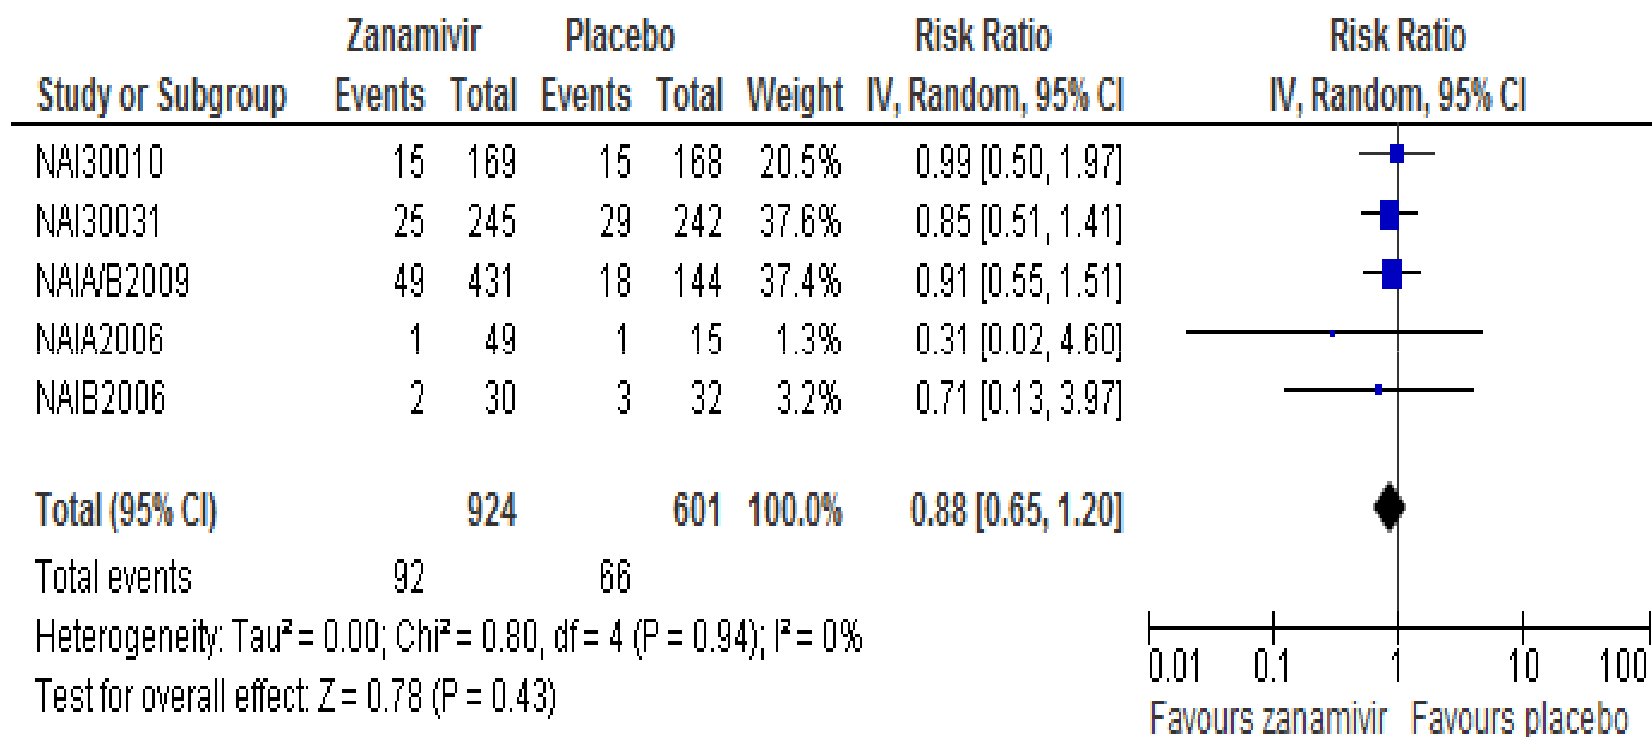 Zanamivir Placebo Risk Ratio Risk Ratio
Study or Subgroup Events Total Events Total Weight IV, Random, 95% CI IV, Random, 95% CI
NAI30010 15 169 15 168 20.5% 0.99 [0.50, 1.97]
NAI30031 25 245 29 242 37.6% 0.85 [0.51, 1.41]
NAIA/B2009 49 431 18 144 37.4% 0.91 [0.55, 1.51]
NAIA2006 1 49 1 15 1.3% 0.31 [0.02, 4.60]
NAIB2006 2 30 3 32 3.2% 0.71 [0.13, 3.97]
Total (95% CI) 924 601 100.0% 0.88 [0.65, 1.20]
Total events 92 66
Heterogeneity: Tau² = 0.00; Chi² = 0.80, df = 4 (P = 0.94); I² = 0%
Test for overall effect: Z = 0.78 (P = 0.43)
0.01 0.1 1 10 100
Favours zanamivir Favours placebo